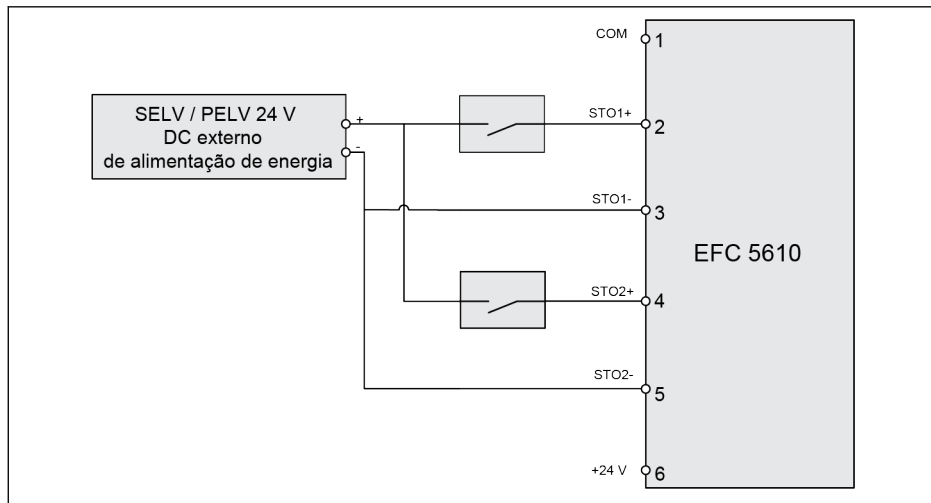 COM
1
SELV / PELV 24 V
DC externo
de alimentação de energia
+
-
STO1+
2
STO1-
3
EFC 5610
STO2+
4
STO2-
5
+24 V
6